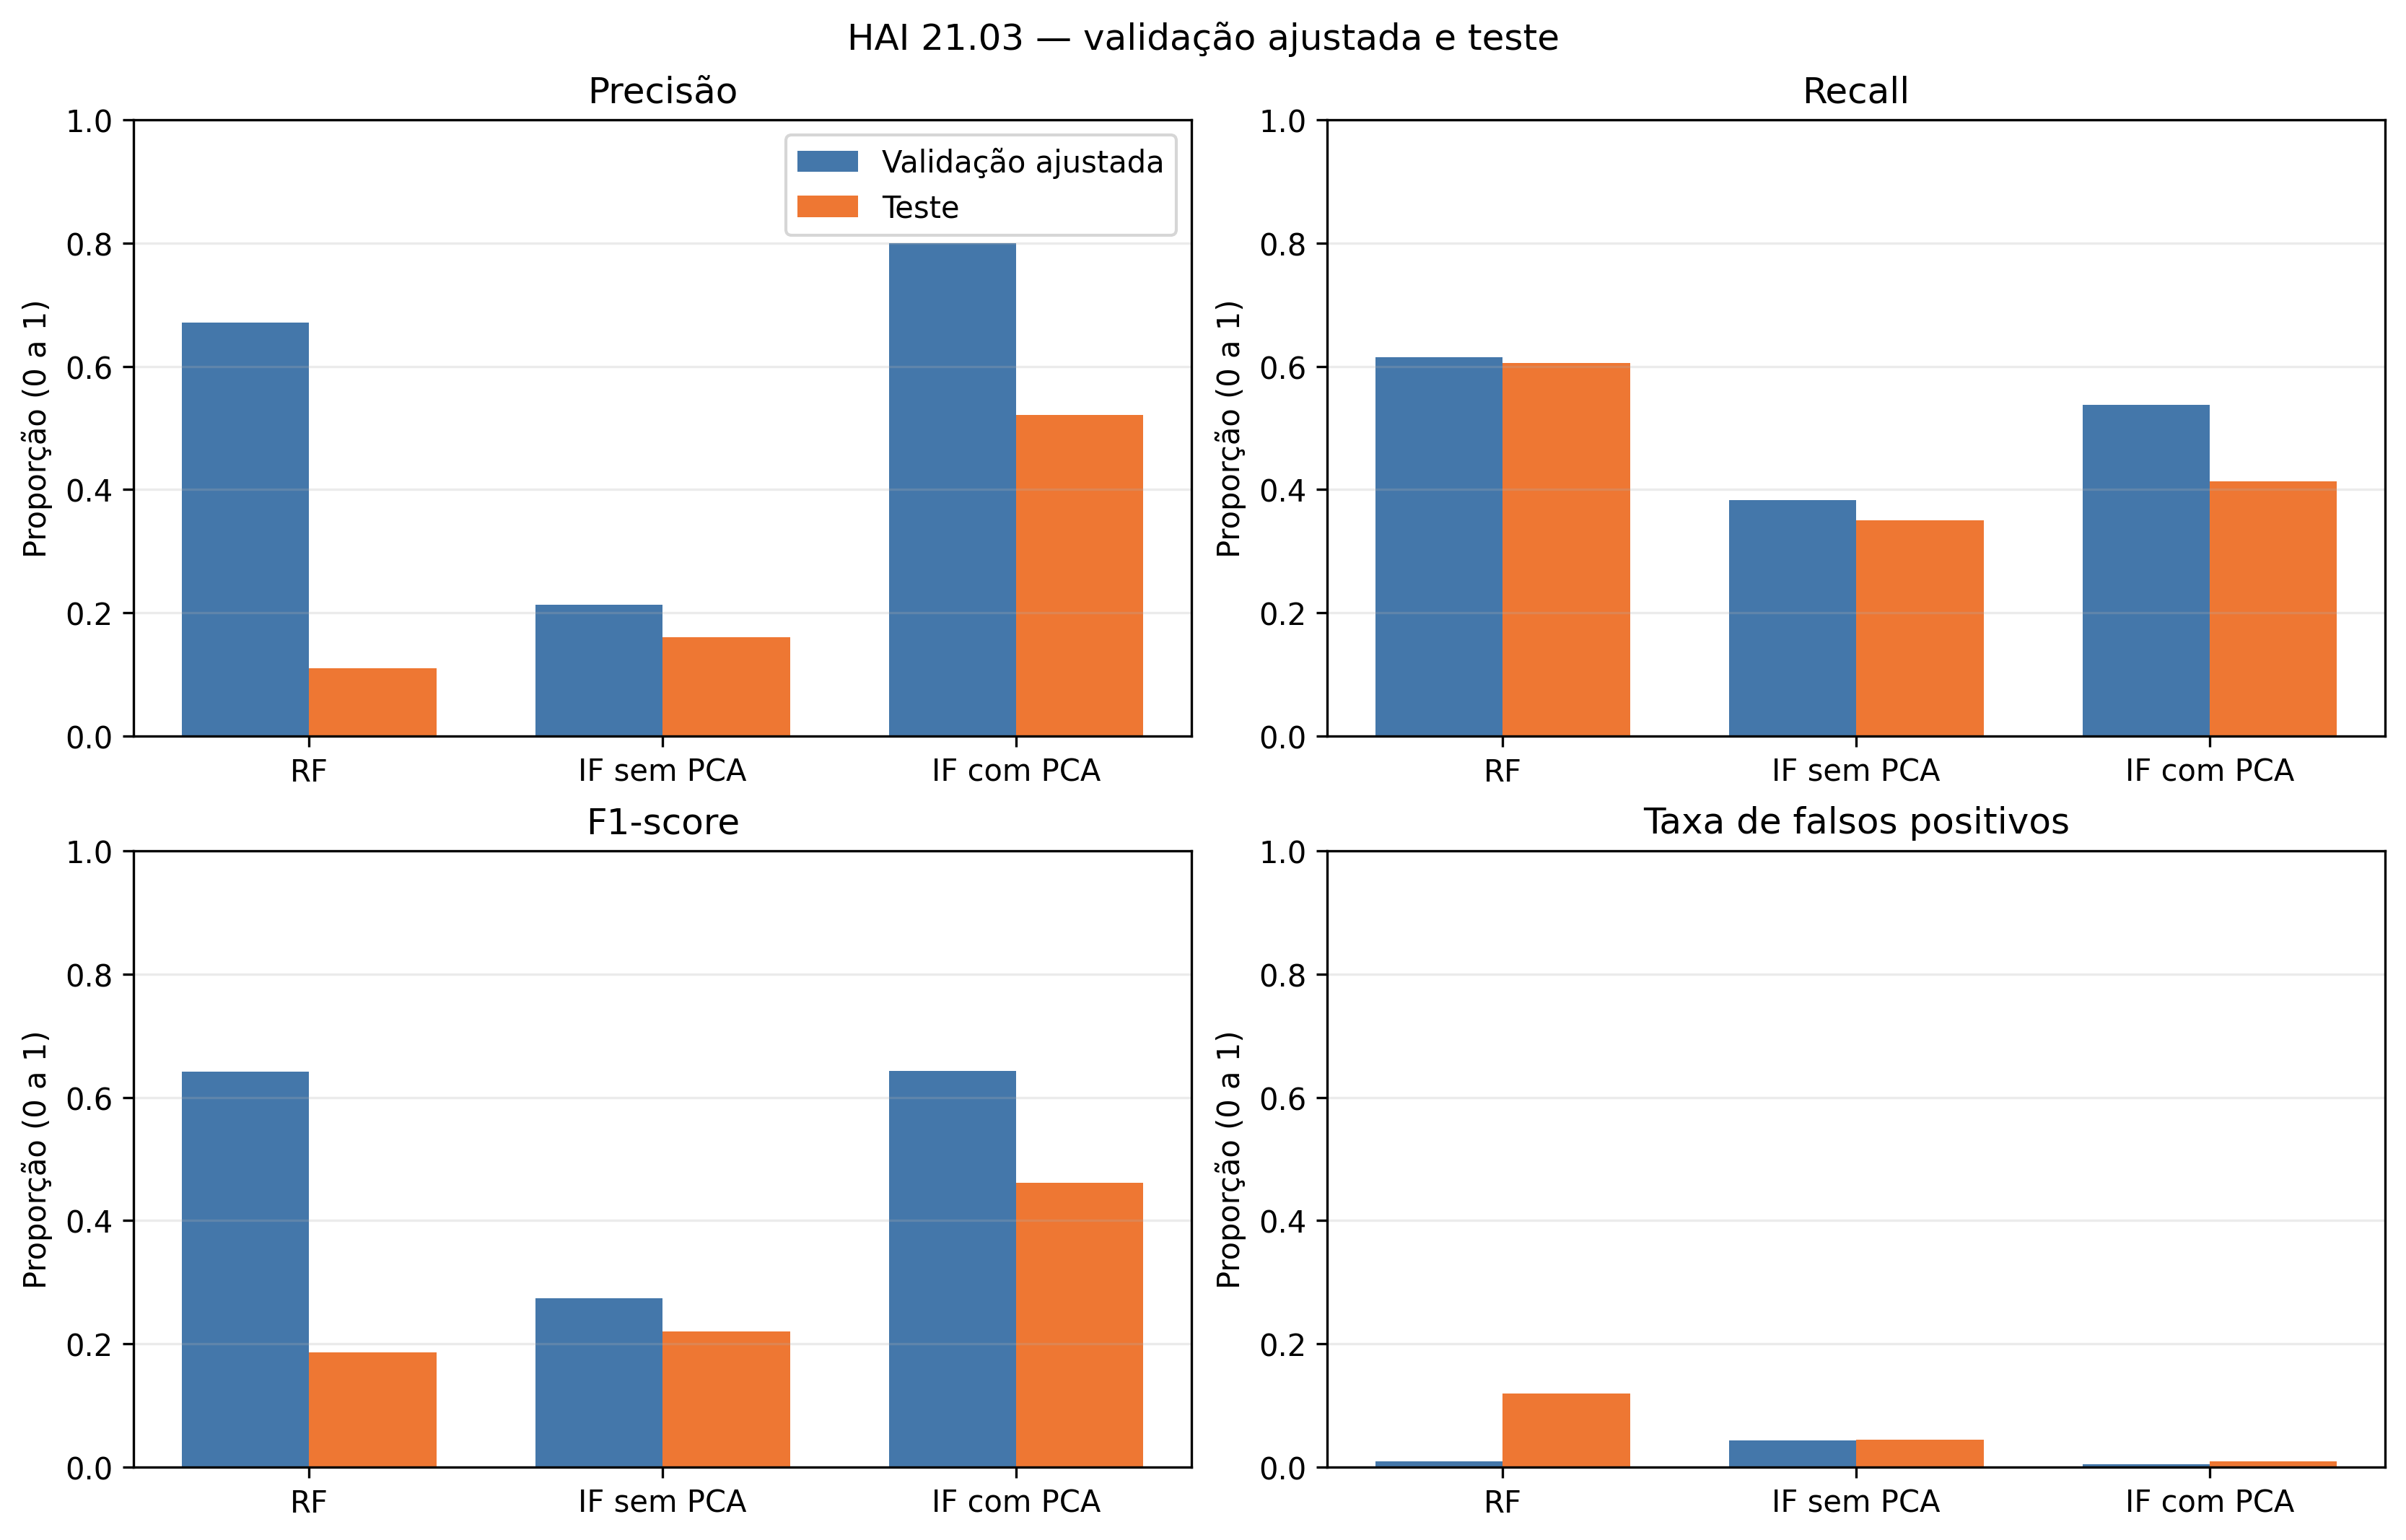 HAI 21.03 — validação ajustada e teste
Precisão
Proporção (0 a 1)
1.0
0.8
0.6
0.4
0.2
0.0
Validação ajustada
Teste
RF
IF sem PCA
IF com PCA
Recall
Proporção (0 a 1)
1.0
0.8
0.6
0.4
0.2
0.0
RF
IF sem PCA
IF com PCA
F1-score
Proporção (0 a 1)
1.0
0.8
0.6
0.4
0.2
0.0
RF
IF sem PCA
IF com PCA
Taxa de falsos positivos
Proporção (0 a 1)
1.0
0.8
0.6
0.4
0.2
0.0
RF
IF sem PCA
IF com PCA